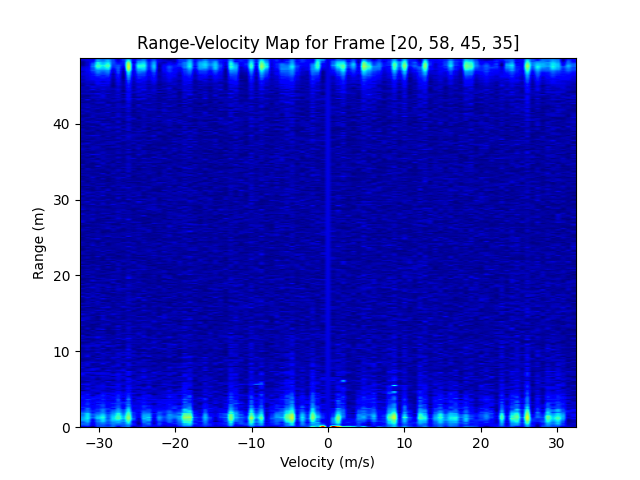 Range-Velocity Map for Frame [20, 58, 45, 35]
Range (m)
40
30
20
10
0
−30 −20 −10 0 10 20 30
Velocity (m/s)